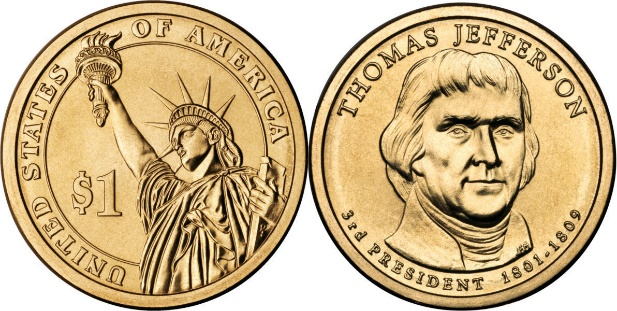 UNITED STATES OF AMERICA
$1
THOMAS JEFFERSON
3rd PRESIDENT 1801-1809